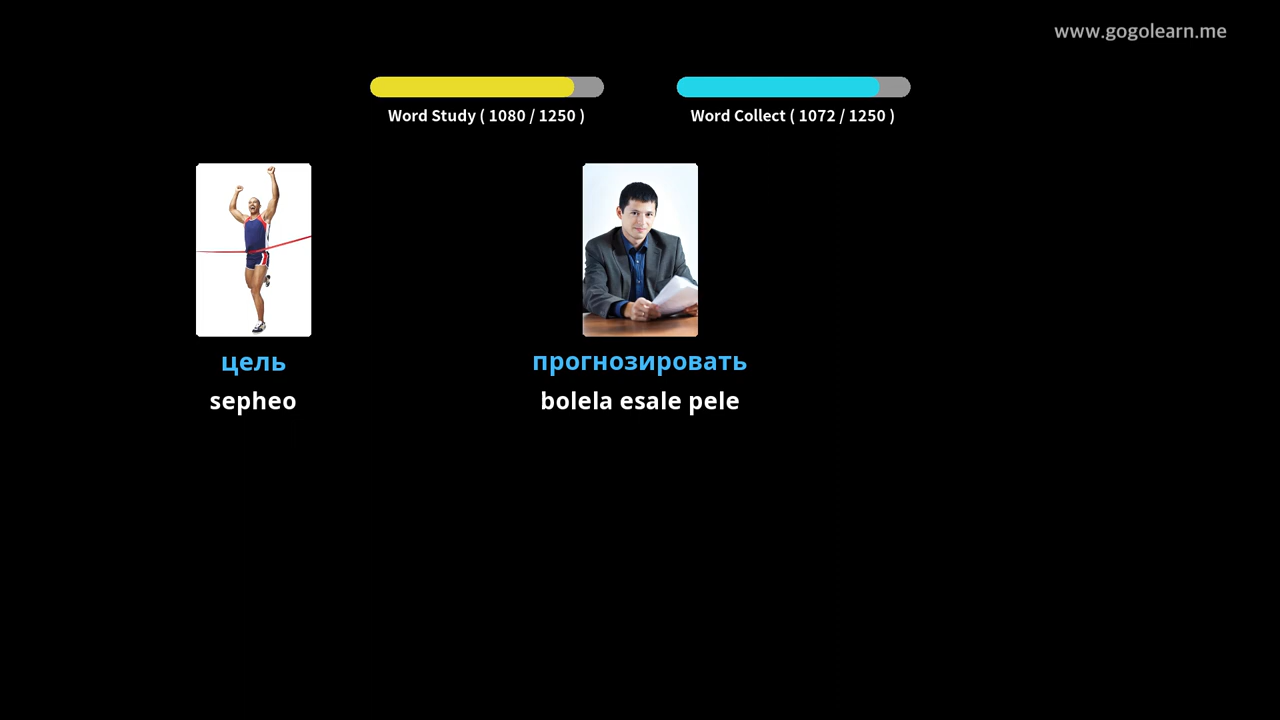 www.gogolearn.me
Word Study ( 1080 / 1250 )
Word Collect ( 1072 / 1250 )
цель
прогнозировать
sepheo
bolela esale pele